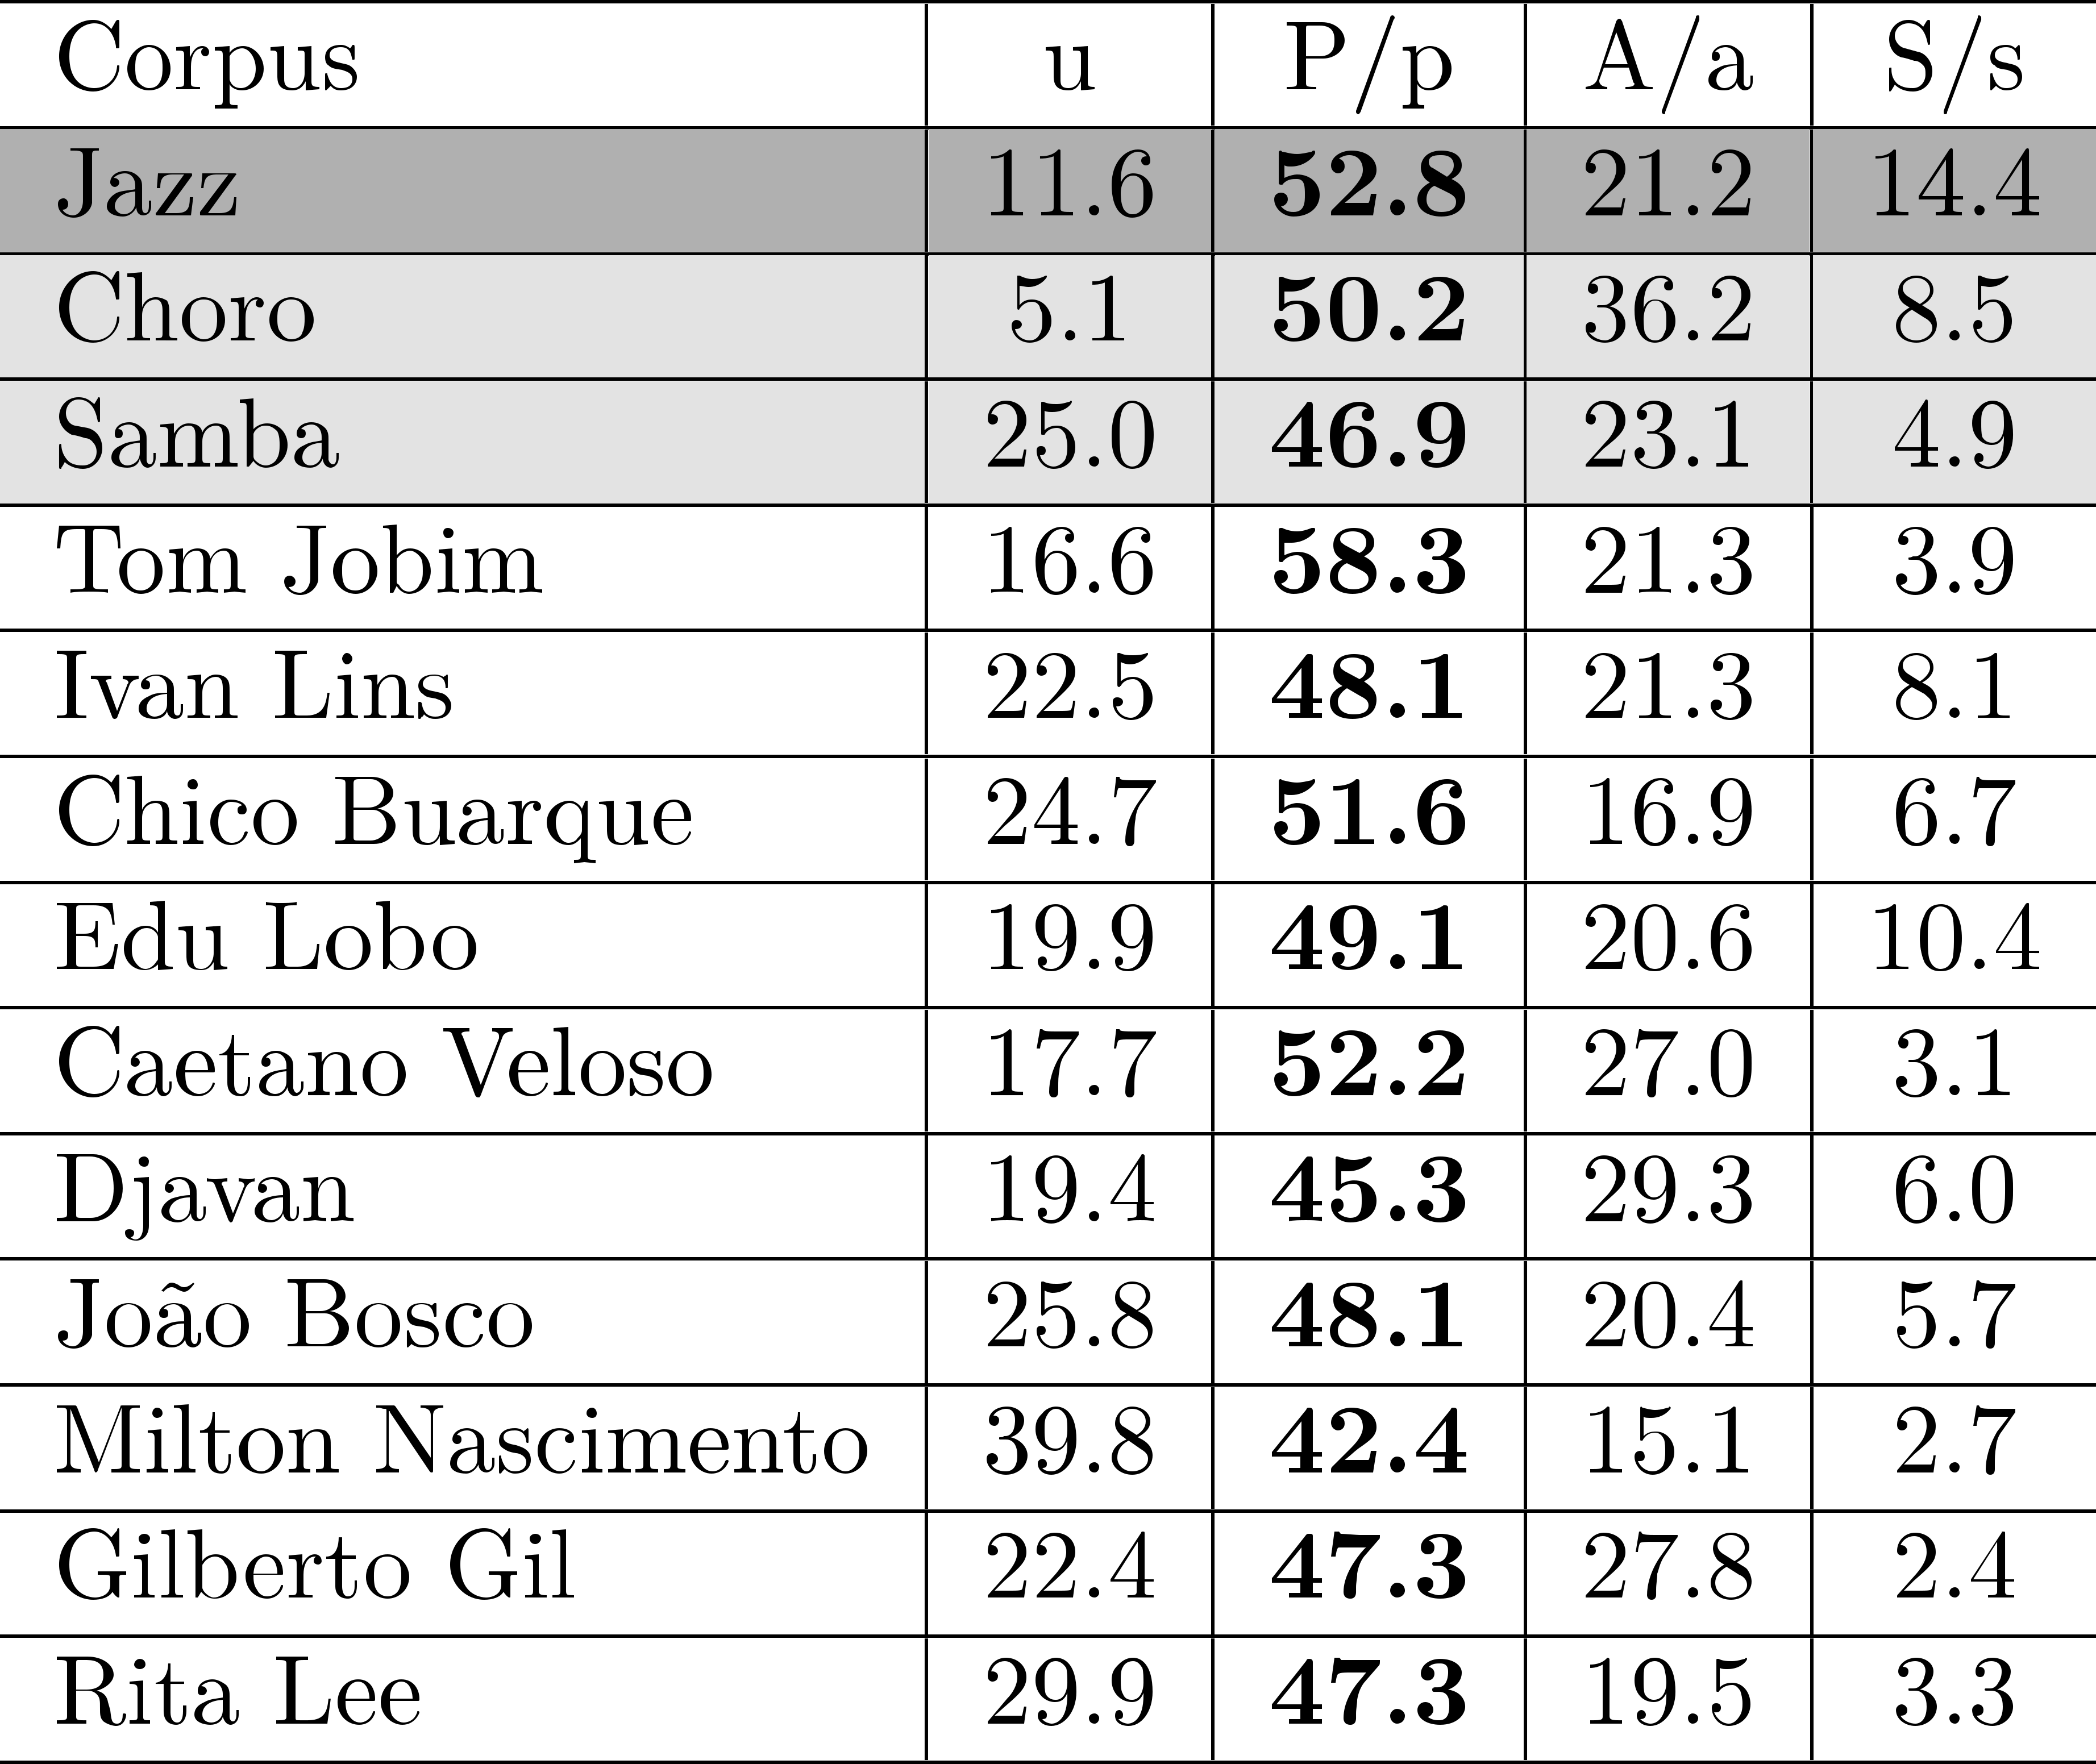 Corpus u P/p A/a S/s
Jazz 11.6 52.8 21.2 14.4
Choro 5.1 50.2 36.2 8.5
Samba 25.0 46.9 23.1 4.9
Tom Jobim 16.6 58.3 21.3 3.9
Ivan Lins 22.5 48.1 21.3 8.1
Chico Buarque 24.7 51.6 16.9 6.7
Edu Lobo 19.9 49.1 20.6 10.4
Caetano Veloso 17.7 52.2 27.0 3.1
Djavan 19.4 45.3 29.3 6.0
João Bosco 25.8 48.1 20.4 5.7
Milton Nascimento 39.8 42.4 15.1 2.7
Gilberto Gil 22.4 47.3 27.8 2.4
Rita Lee 29.9 47.3 19.5 3.3